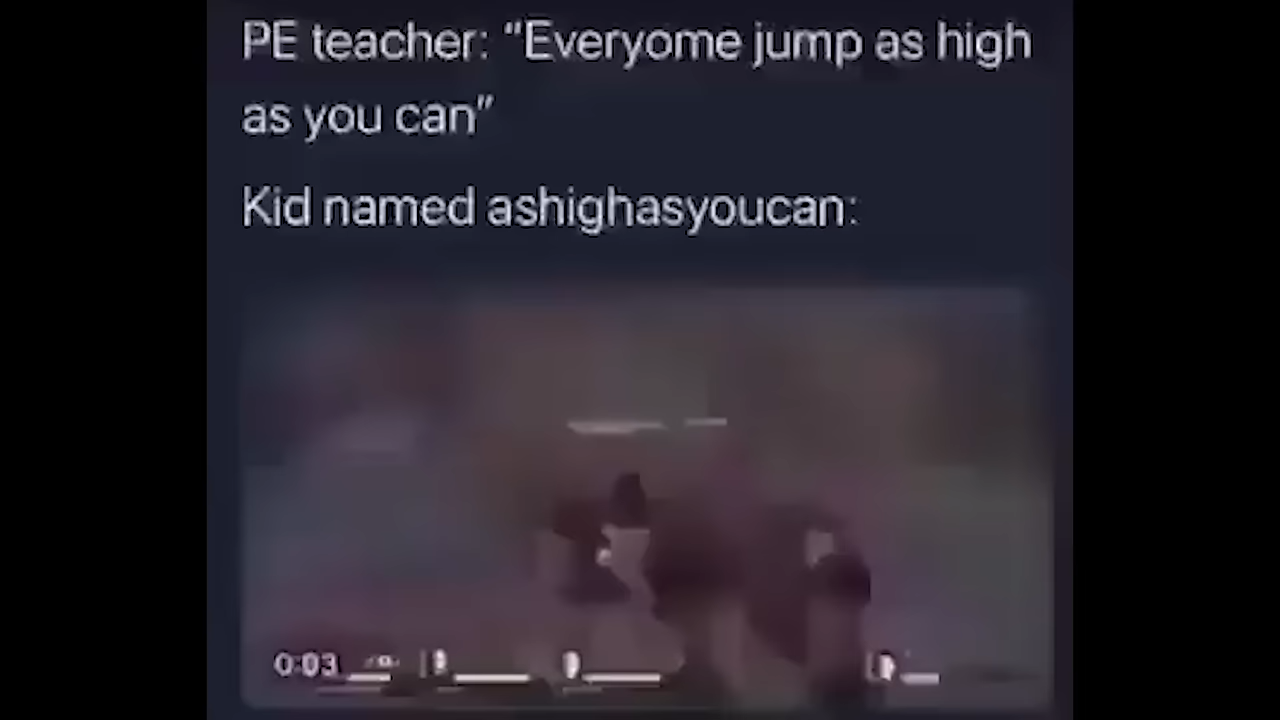 PE teacher: “Everyome jump as high
as you can”
Kid named ashighasyoucan:
0:03